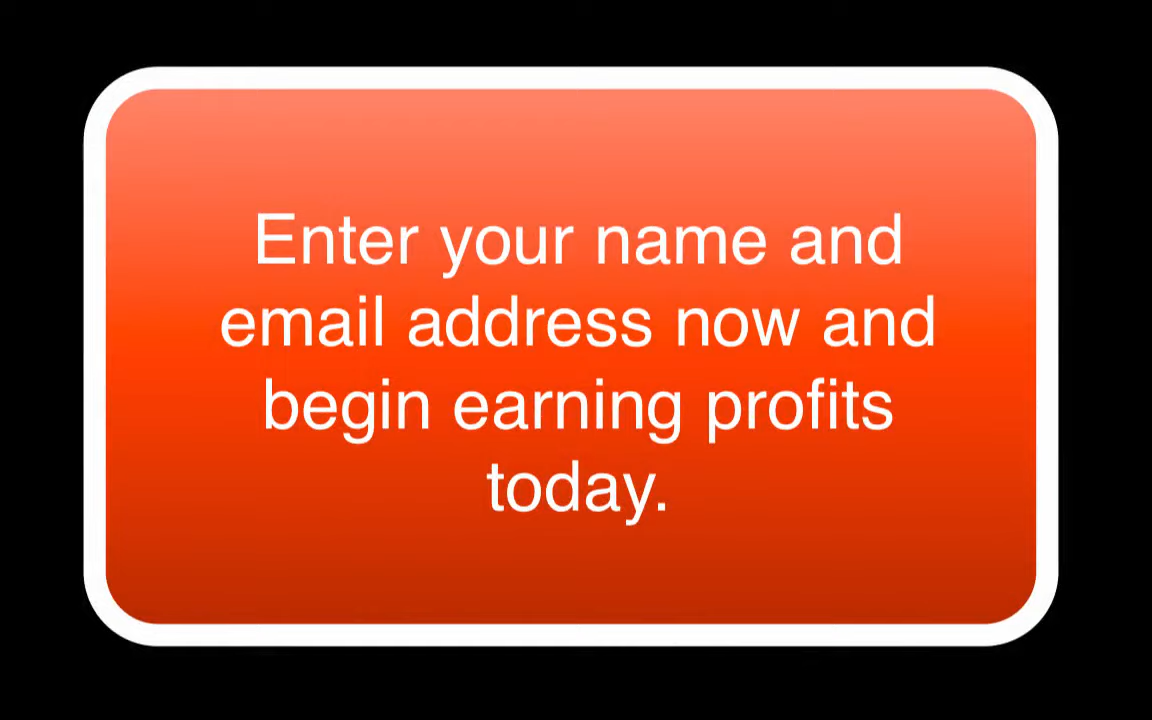 Enter your name and
email address now and
begin earning profits
today.